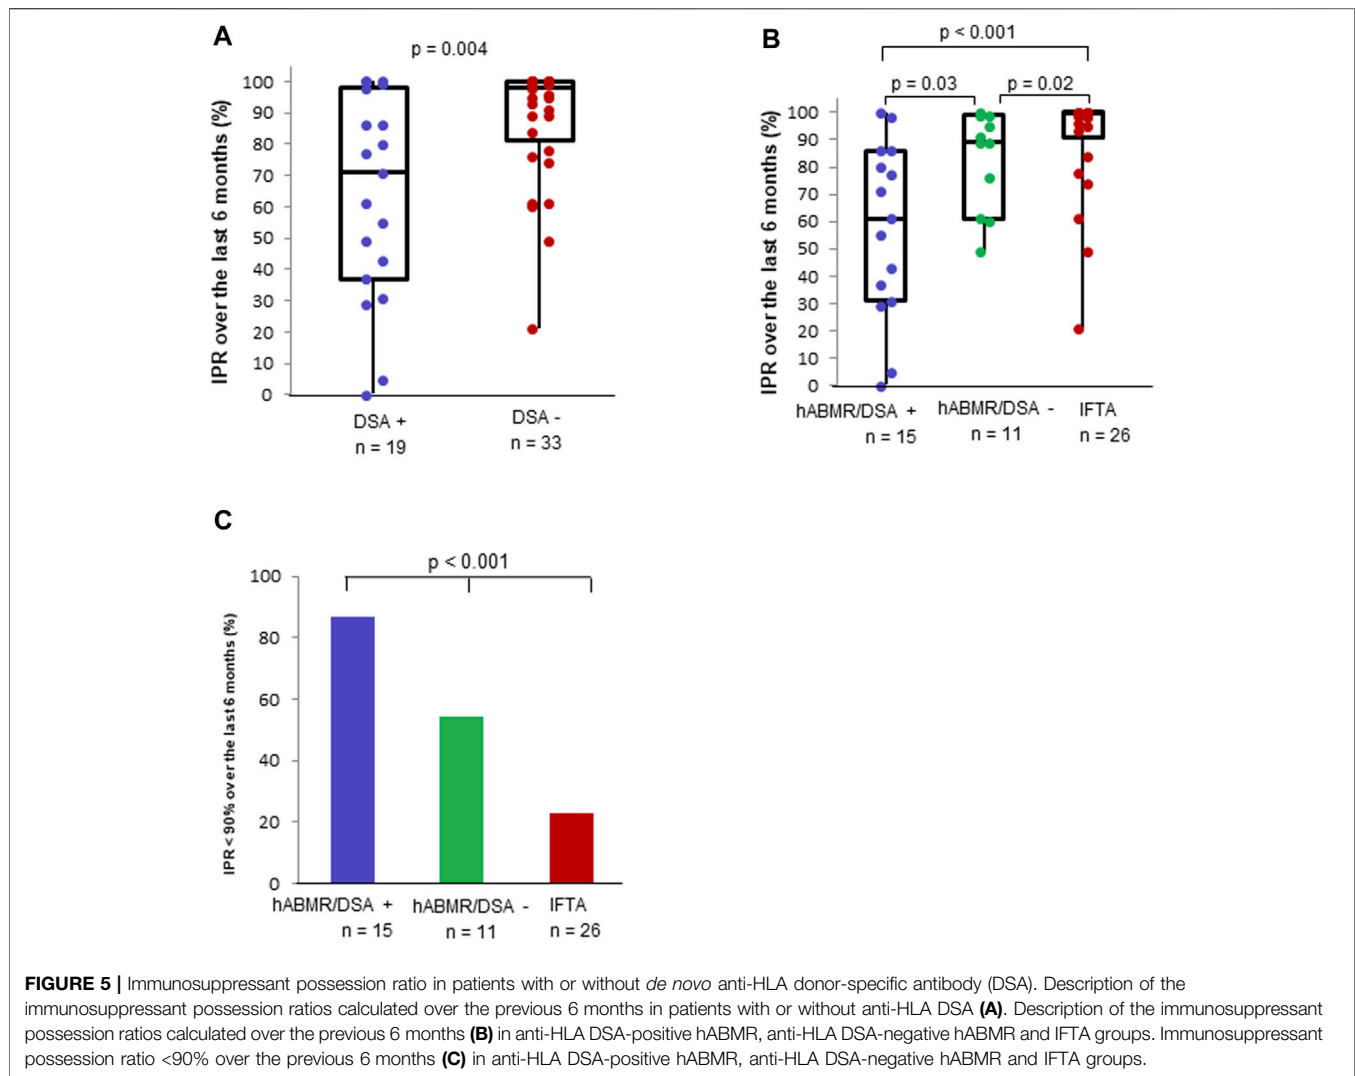 A
p = 0.004
IPR over the last 6 months (%)
100
90
80
70
60
50
40
30
20
10
0
DSA +
n = 19
DSA -
n = 33
B
p < 0.001
p = 0.03
p = 0.02
IPR over the last 6 months (%)
100
90
80
70
60
50
40
30
20
10
0
hABMR/DSA +
n = 15
hABMR/DSA -
n = 11
IFTA
n = 26
C
p < 0.001
IPR < 90% over the last 6 months (%)
100
80
60
40
20
0
hABMR/DSA +
n = 15
hABMR/DSA -
n = 11
IFTA
n = 26
FIGURE 5 | Immunosuppressant possession ratio in patients with or without de novo anti-HLA donor-specific antibody (DSA). Description of the
immunosuppressant possession ratios calculated over the previous 6 months in patients with or without anti-HLA DSA (A). Description of the immunosuppressant
possession ratios calculated over the previous 6 months (B) in anti-HLA DSA-positive hABMR, anti-HLA DSA-negative hABMR and IFTA groups. Immunosuppressant
possession ratio <90% over the previous 6 months (C) in anti-HLA DSA-positive hABMR, anti-HLA DSA-negative hABMR and IFTA groups.